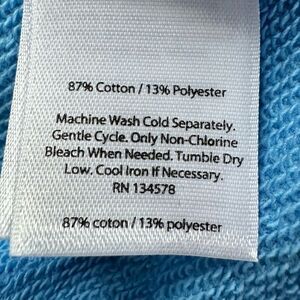 87% Cotton / 13% Polyester
Machine Wash Cold Separately.
Gentle Cycle. Only Non-Chlorine
Bleach When Needed. Tumble Dry
Low. Cool Iron If Necessary.
RN 134578
87% coton / 13% polyester